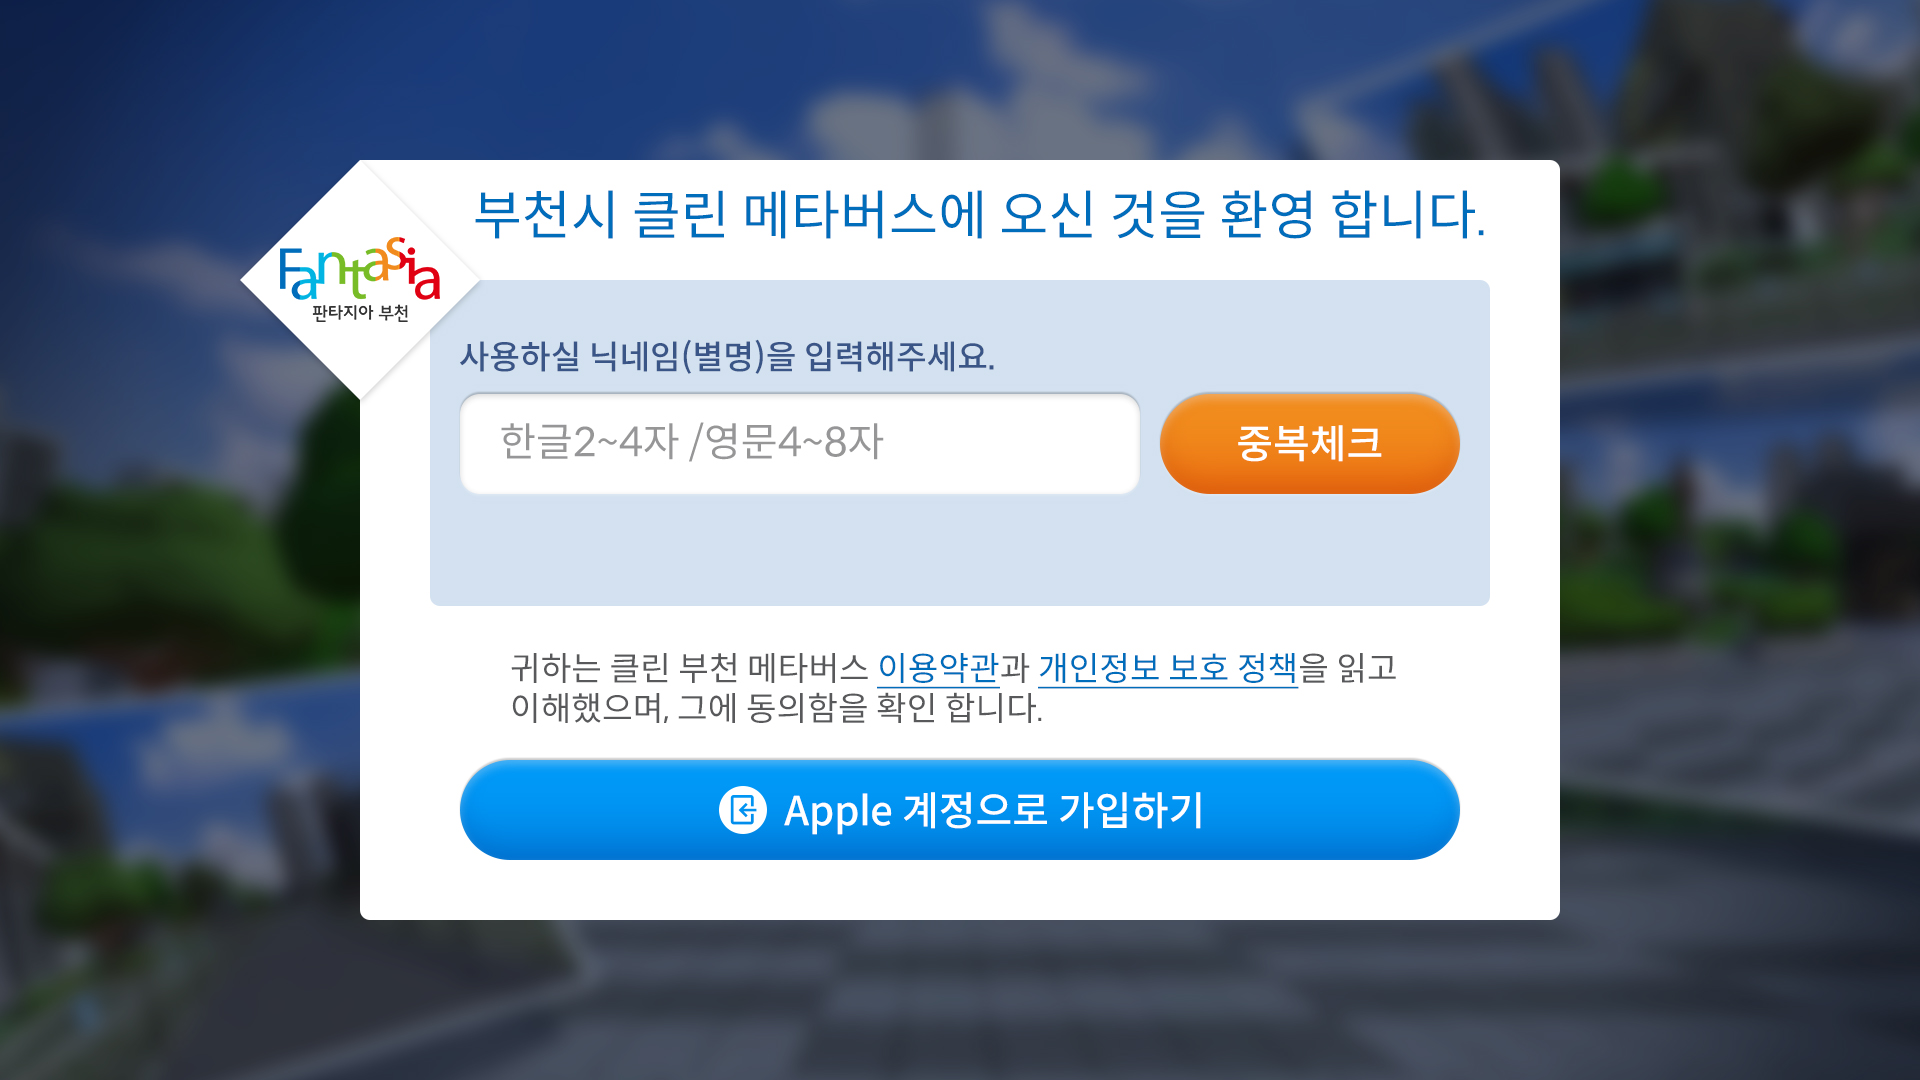 부천시 클린 메타버스에 오신 것을 환영 합니다.
Fantasia
판타지아 부천
사용하실 닉네임(별명)을 입력해주세요.
한글2~4자 /영문4~8자
중복체크
귀하는 클린 부천 메타버스 이용약관과 개인정보 보호 정책을 읽고
이해했으며, 그에 동의함을 확인 합니다.
Apple 계정으로 가입하기